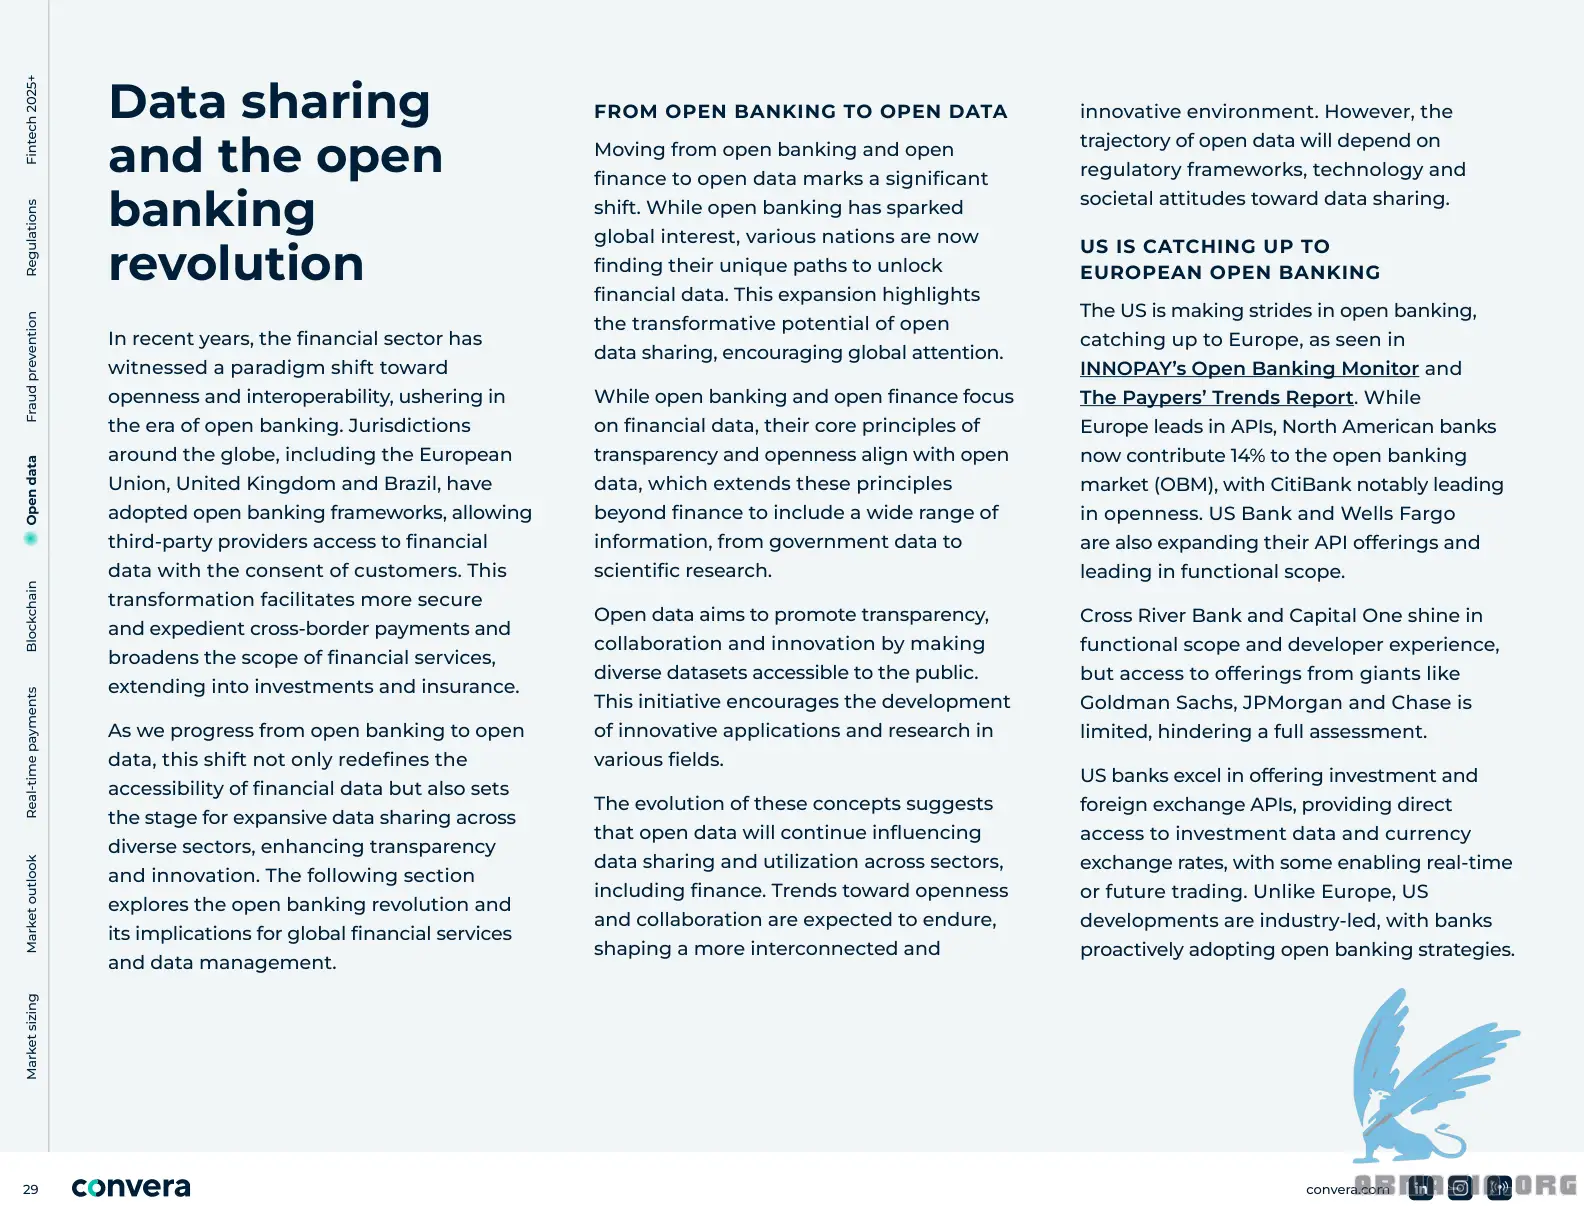 Fintech 2025+
Regulations
Fraud prevention
Open data
Blockchain
Real-time payments
Market outlook
Market sizing
Data sharing
and the open
banking
revolution
In recent years, the financial sector has
witnessed a paradigm shift toward
openness and interoperability, ushering in
the era of open banking. Jurisdictions
around the globe, including the European
Union, United Kingdom and Brazil, have
adopted open banking frameworks, allowing
third-party providers access to financial
data with the consent of customers. This
transformation facilitates more secure
and expedient cross-border payments and
broadens the scope of financial services,
extending into investments and insurance.
As we progress from open banking to open
data, this shift not only redefines the
accessibility of financial data but also sets
the stage for expansive data sharing across
diverse sectors, enhancing transparency
and innovation. The following section
explores the open banking revolution and
its implications for global financial services
and data management.
FROM OPEN BANKING TO OPEN DATA
Moving from open banking and open
finance to open data marks a significant
shift. While open banking has sparked
global interest, various nations are now
finding their unique paths to unlock
financial data. This expansion highlights
the transformative potential of open
data sharing, encouraging global attention.
While open banking and open finance focus
on financial data, their core principles of
transparency and openness align with open
data, which extends these principles
beyond finance to include a wide range of
information, from government data to
scientific research.
Open data aims to promote transparency,
collaboration and innovation by making
diverse datasets accessible to the public.
This initiative encourages the development
of innovative applications and research in
various fields.
The evolution of these concepts suggests
that open data will continue influencing
data sharing and utilization across sectors,
including finance. Trends toward openness
and collaboration are expected to endure,
shaping a more interconnected and
innovative environment. However, the
trajectory of open data will depend on
regulatory frameworks, technology and
societal attitudes toward data sharing.
US IS CATCHING UP TO
EUROPEAN OPEN BANKING
The US is making strides in open banking,
catching up to Europe, as seen in
INNOPAY’s Open Banking Monitor and
The Paypers’ Trends Report. While
Europe leads in APIs, North American banks
now contribute 14% to the open banking
market (OBM), with CitiBank notably leading
in openness. US Bank and Wells Fargo
are also expanding their API offerings and
leading in functional scope.
Cross River Bank and Capital One shine in
functional scope and developer experience,
but access to offerings from giants like
Goldman Sachs, JPMorgan and Chase is
limited, hindering a full assessment.
US banks excel in offering investment and
foreign exchange APIs, providing direct
access to investment data and currency
exchange rates, with some enabling real-time
or future trading. Unlike Europe, US
developments are industry-led, with banks
proactively adopting open banking strategies.
29
convera
convera.com